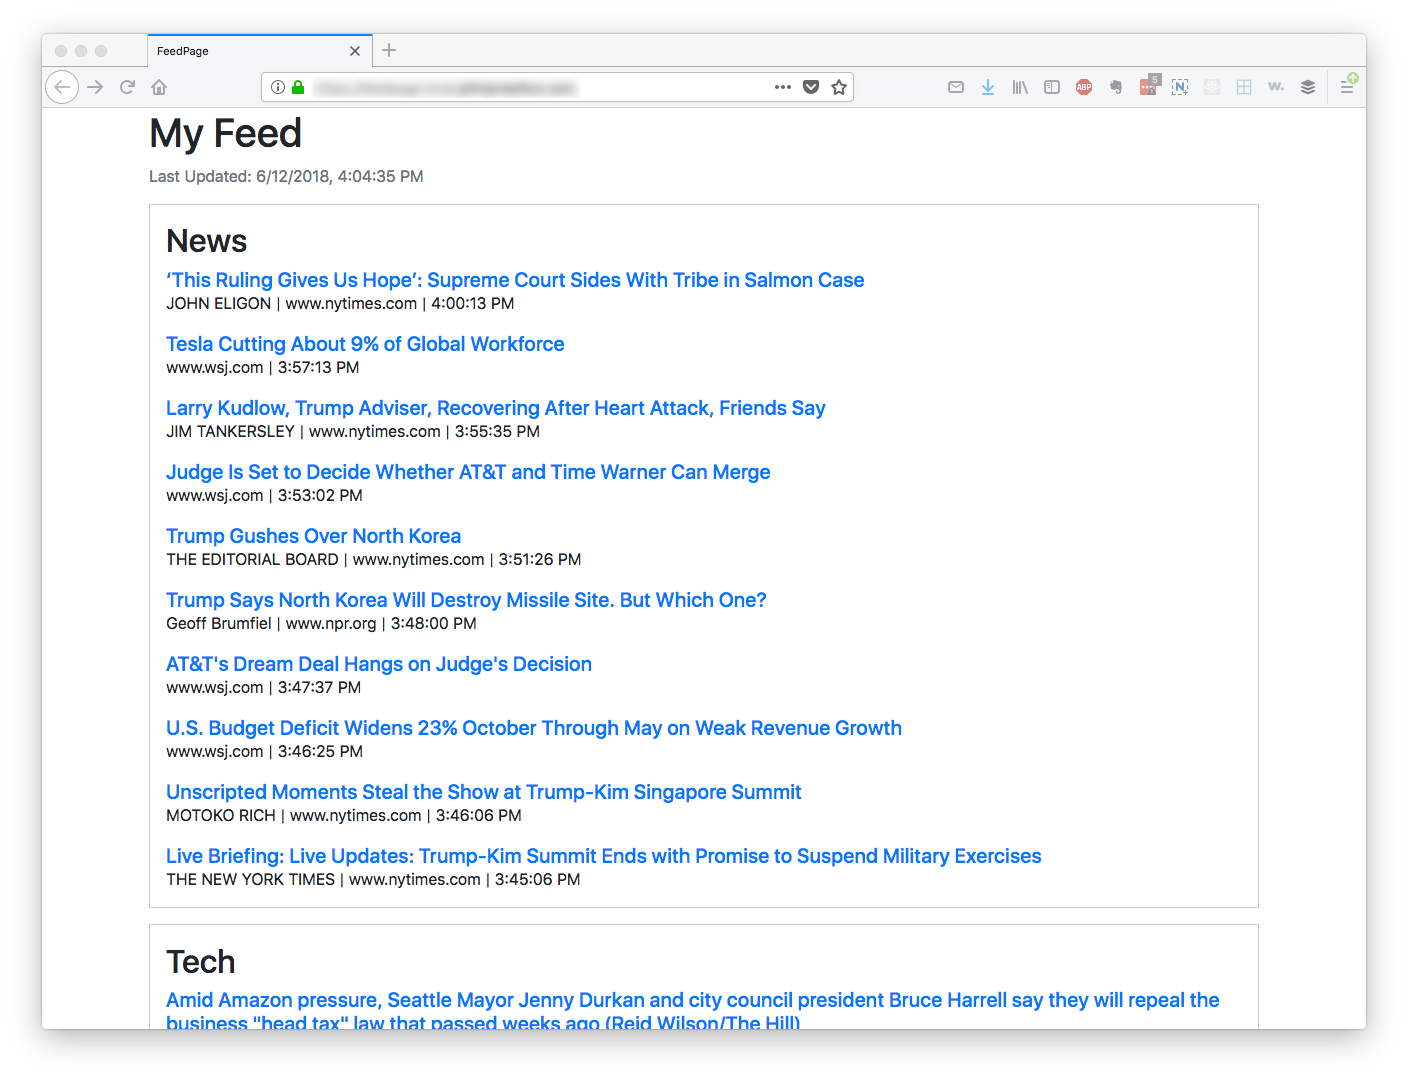 FeedPage
5
ABP
N
w.
My Feed
Last Updated: 6/12/2018, 4:04:35 PM
News
‘This Ruling Gives Us Hope’: Supreme Court Sides With Tribe in Salmon Case
JOHN ELIGON | www.nytimes.com | 4:00:13 PM
Tesla Cutting About 9% of Global Workforce
www.wsj.com | 3:57:13 PM
Larry Kudlow, Trump Adviser, Recovering After Heart Attack, Friends Say
JIM TANKERSLEY | www.nytimes.com | 3:55:35 PM
Judge Is Set to Decide Whether AT&T and Time Warner Can Merge
www.wsj.com | 3:53:02 PM
Trump Gushes Over North Korea
THE EDITORIAL BOARD | www.nytimes.com | 3:51:26 PM
Trump Says North Korea Will Destroy Missile Site. But Which One?
Geoff Brumfiel | www.npr.org | 3:48:00 PM
AT&T's Dream Deal Hangs on Judge's Decision
www.wsj.com | 3:47:37 PM
U.S. Budget Deficit Widens 23% October Through May on Weak Revenue Growth
www.wsj.com | 3:46:25 PM
Unscripted Moments Steal the Show at Trump-Kim Singapore Summit
MOTOKO RICH | www.nytimes.com | 3:46:06 PM
Live Briefing: Live Updates: Trump-Kim Summit Ends with Promise to Suspend Military Exercises
THE NEW YORK TIMES | www.nytimes.com | 3:45:06 PM
Tech
Amid Amazon pressure, Seattle Mayor Jenny Durkan and city council president Bruce Harrell say they will repeal the
business "head tax" law that passed weeks ago (Reid Wilson/The Hill)